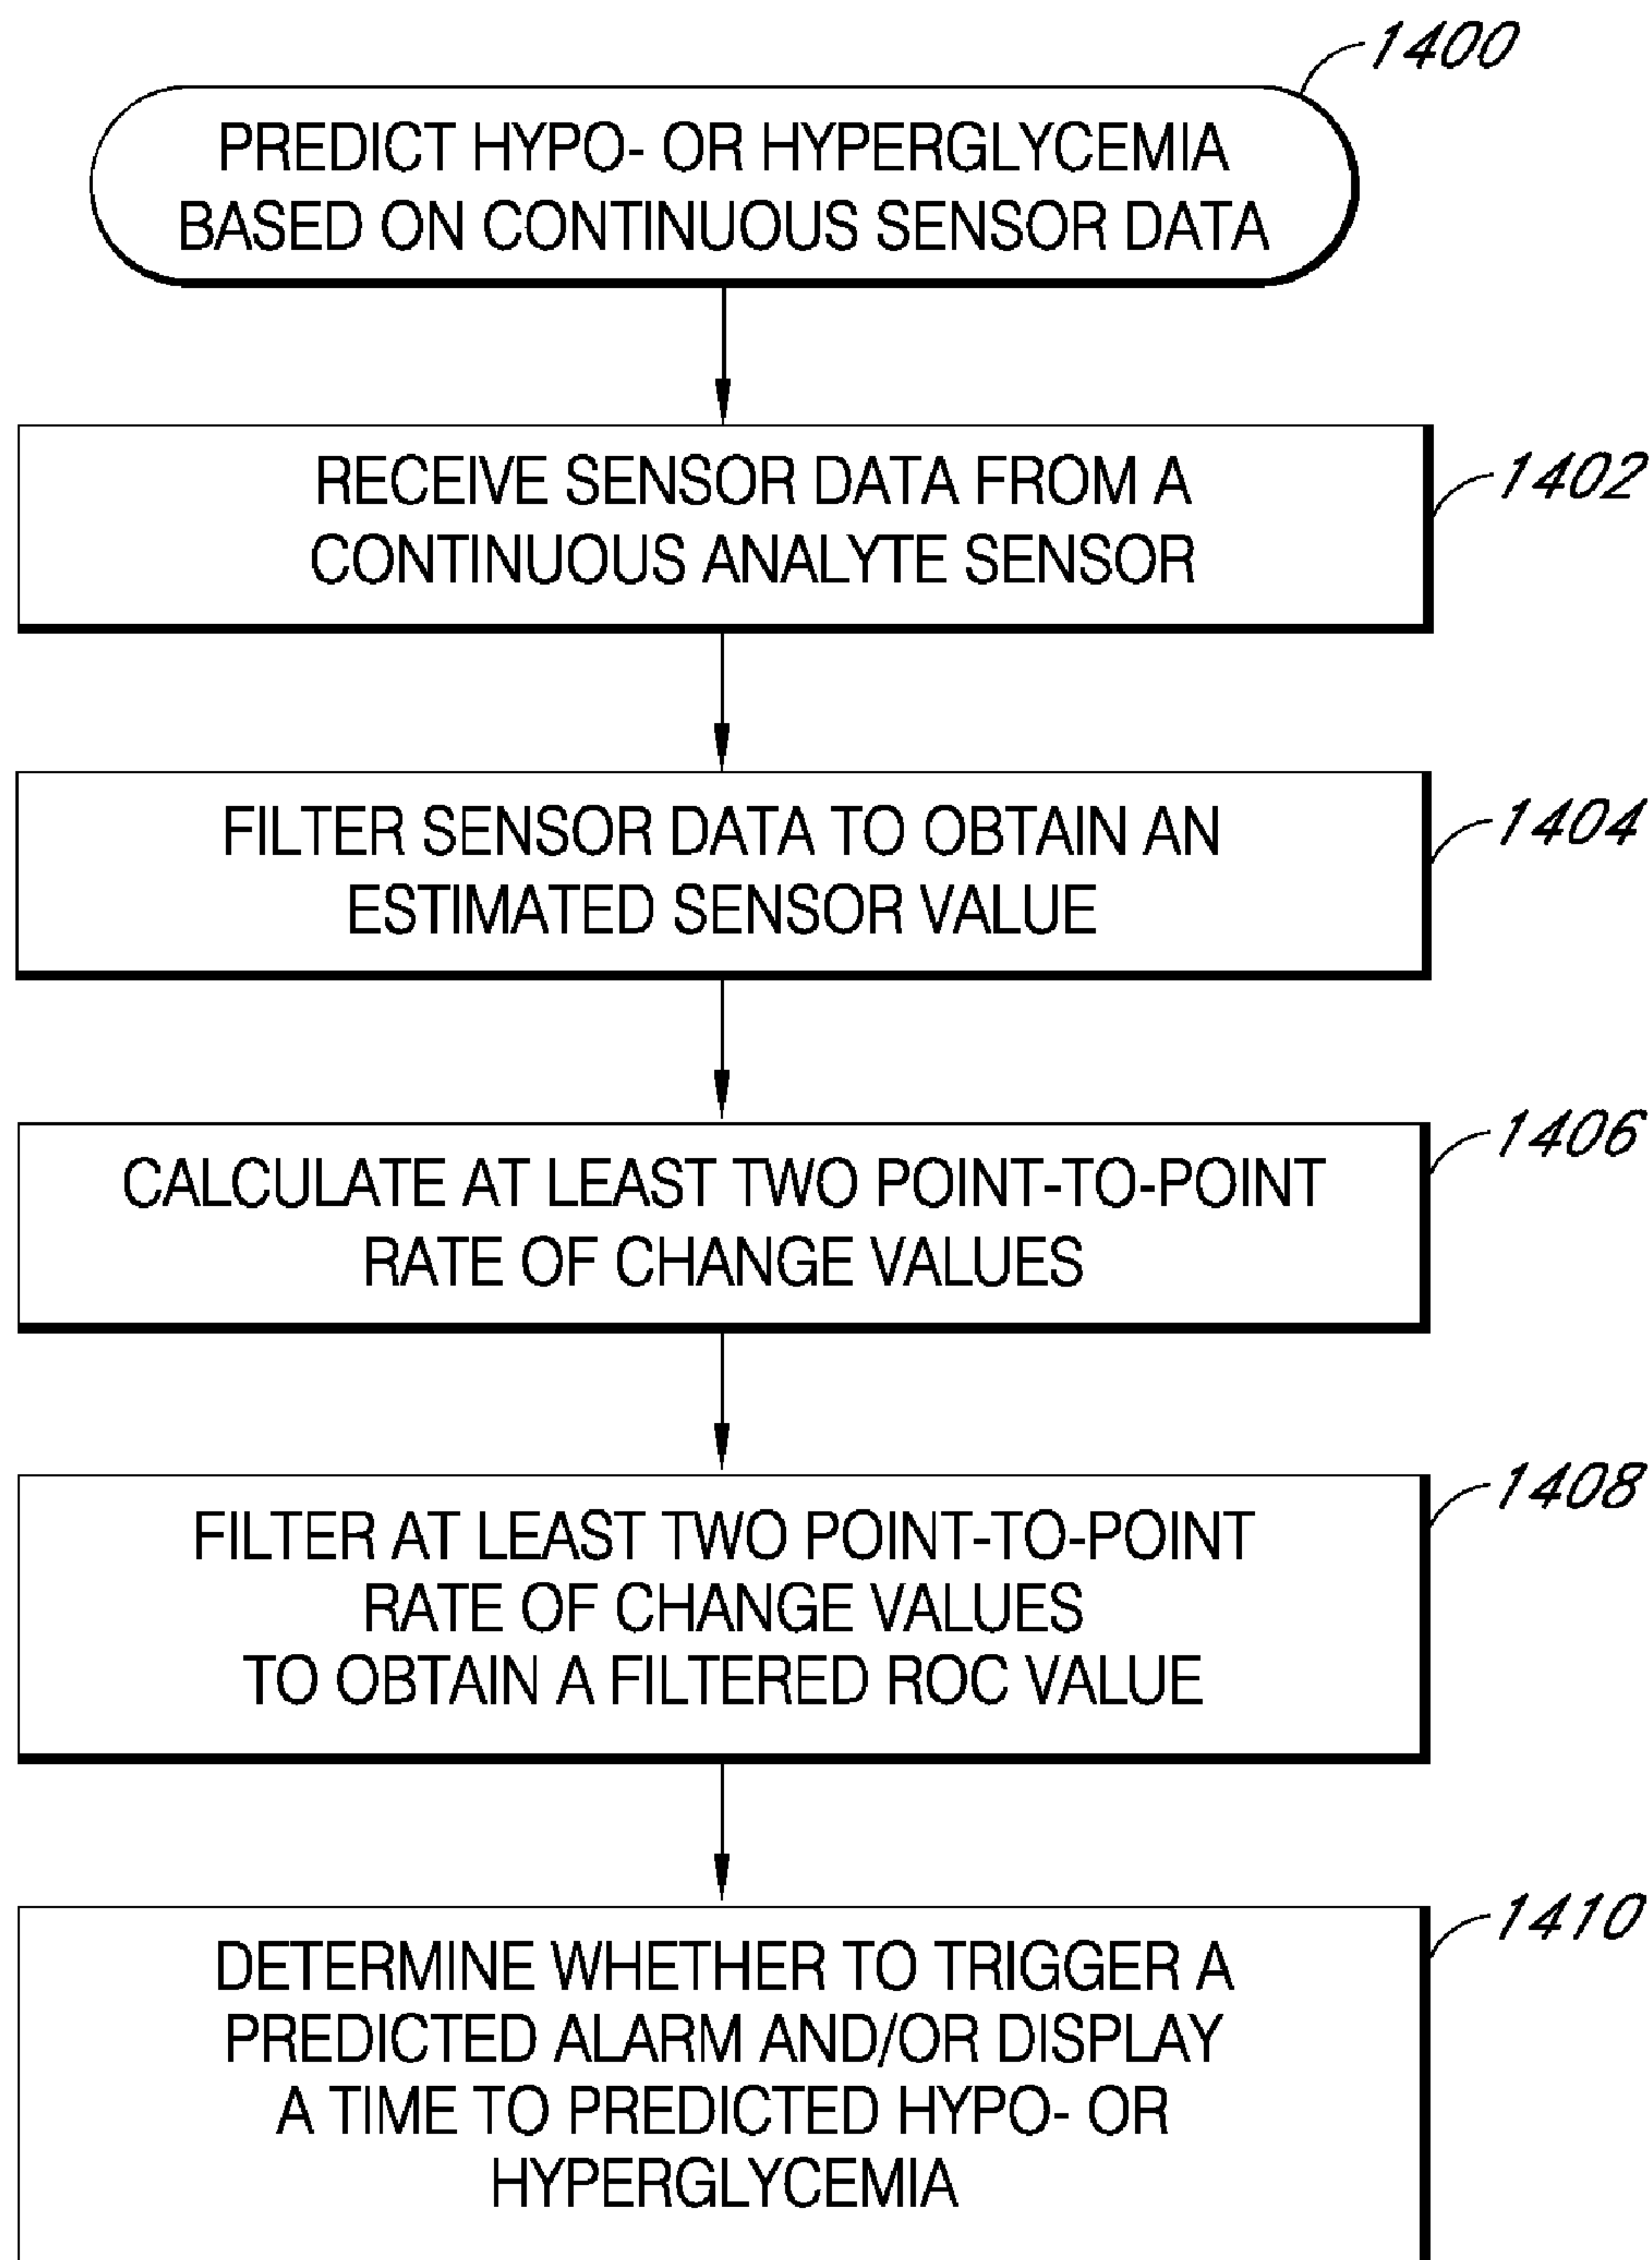 1400
PREDICT HYPO- OR HYPERGLYCEMIA
BASED ON CONTINUOUS SENSOR DATA
RECEIVE SENSOR DATA FROM A
CONTINUOUS ANALYTE SENSOR
1402
FILTER SENSOR DATA TO OBTAIN AN
ESTIMATED SENSOR VALUE
1404
CALCULATE AT LEAST TWO POINT-TO-POINT
RATE OF CHANGE VALUES
1406
FILTER AT LEAST TWO POINT-TO-POINT
RATE OF CHANGE VALUES
TO OBTAIN A FILTERED ROC VALUE
1408
DETERMINE WHETHER TO TRIGGER A
PREDICTED ALARM AND/OR DISPLAY
A TIME TO PREDICTED HYPO- OR
HYPERGLYCEMIA
1410